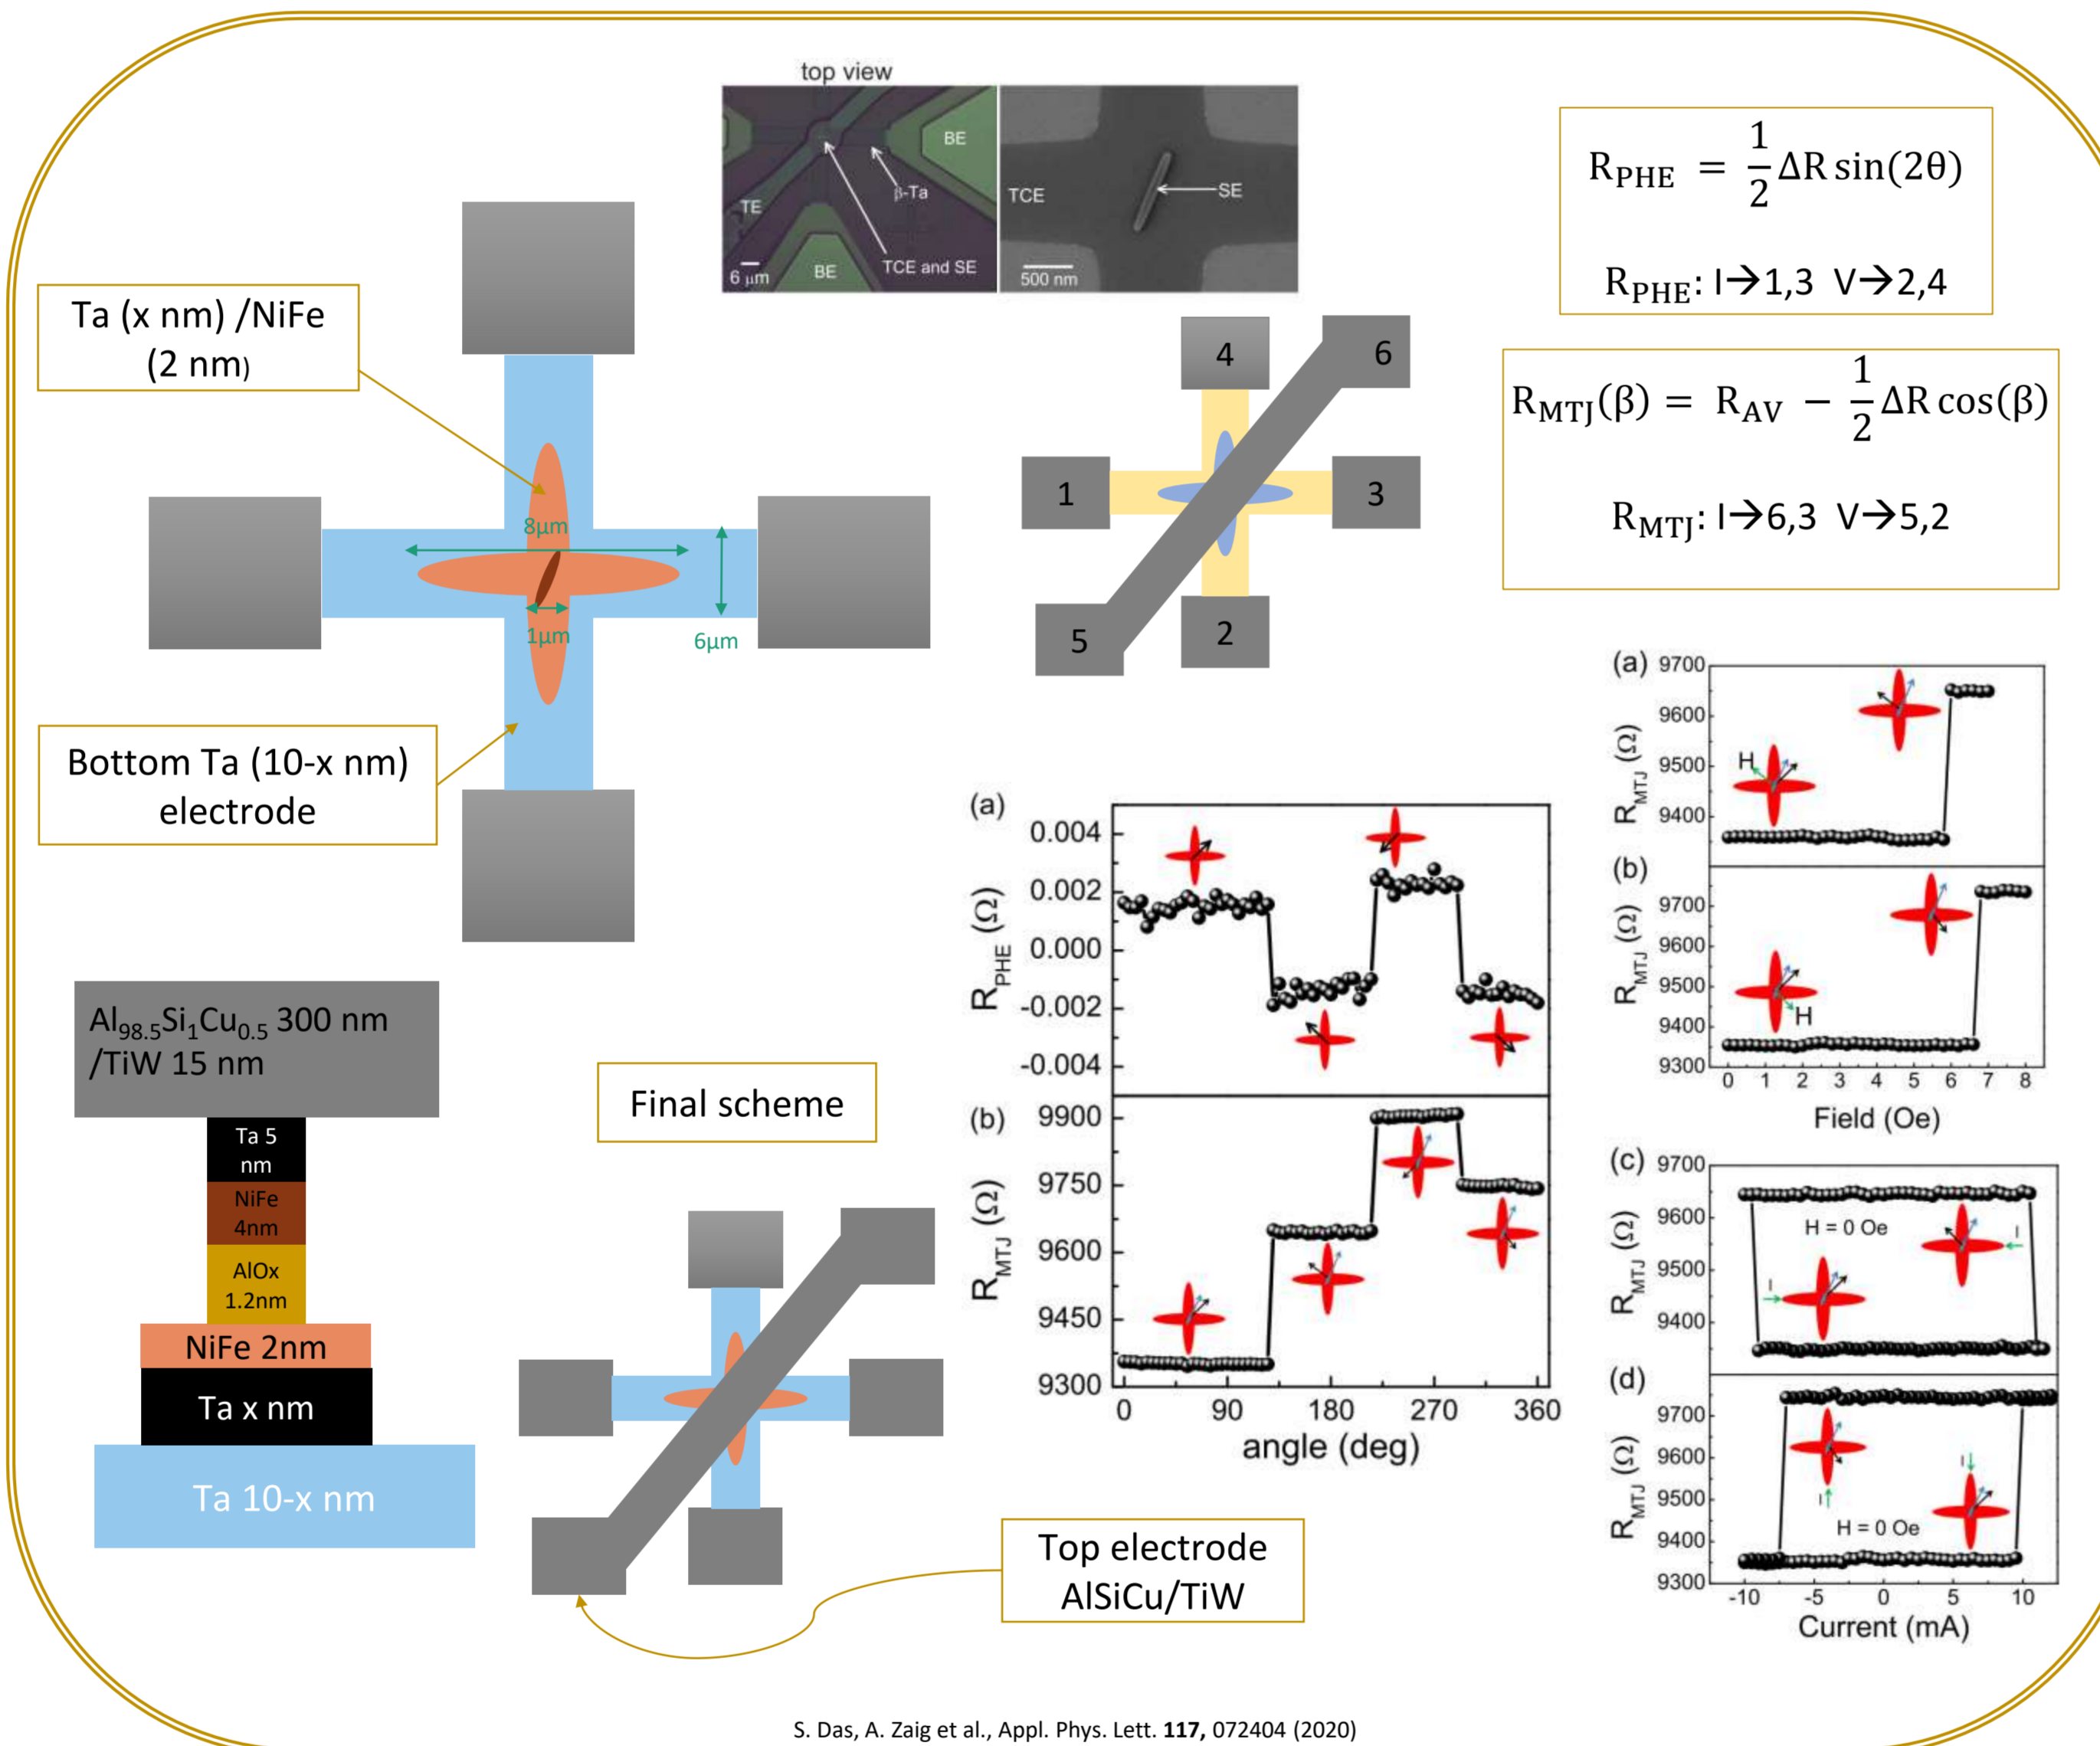 top view
BE
β-Ta
TE
TCE and SE
6 μm
BE
TCE
SE
500 nm
R_PHE = 1/2 ΔR sin(2θ)
R_PHE: I→1,3 V→2,4
R_MTJ(β) = R_AV − 1/2 ΔR cos(β)
R_MTJ: I→6,3 V→5,2
Ta (x nm) /NiFe
(2 nm)
8μm
1μm
6μm
Bottom Ta (10-x nm)
electrode
4
6
1
3
5
2
Al98.5Si1Cu0.5 300 nm
/TiW 15 nm
Ta 5
nm
NiFe
4nm
AlOx
1.2nm
NiFe 2nm
Ta x nm
Ta 10-x nm
Final scheme
Top electrode
AlSiCu/TiW
(a)
R_PHE (Ω)
0.004
0.002
0.000
-0.002
-0.004
(b)
R_MTJ (Ω)
9900
9750
9600
9450
9300
0 90 180 270 360
angle (deg)
(a)
R_MTJ (Ω)
9700
9600
9500
9400
H
(b)
R_MTJ (Ω)
9700
9600
9500
9400
9300
H
0 1 2 3 4 5 6 7 8
Field (Oe)
(c)
R_MTJ (Ω)
9700
9600
9500
9400
H = 0 Oe
I
I
(d)
R_MTJ (Ω)
9700
9600
9500
9400
9300
I
I
H = 0 Oe
-10 -5 0 5 10
Current (mA)
S. Das, A. Zaig et al., Appl. Phys. Lett. 117, 072404 (2020)